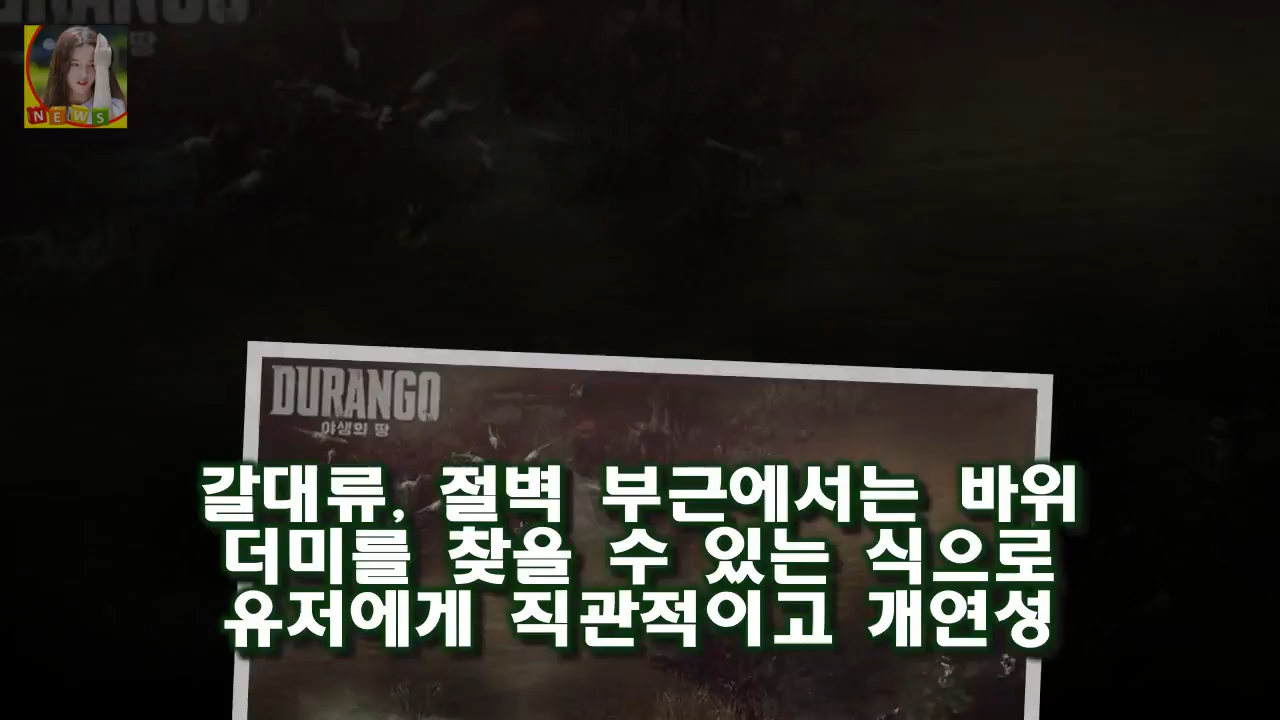 DURANGO
땅
NEWS
DURANGO
야생의 땅
갈대류, 절벽 부근에서는 바위
더미를 찾을 수 있는 식으로
유저에게 직관적이고 개연성